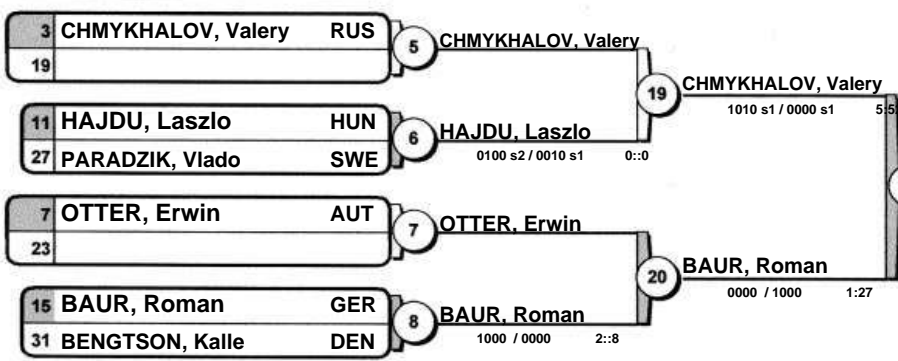 3 CHMYKHALOV, Valery RUS
19
5
CHMYKHALOV, Valery
11 HAJDU, Laszlo HUN
27 PARADZIK, Vlado SWE
6
HAJDU, Laszlo
0100 s2 / 0010 s1 0::0
19
CHMYKHALOV, Valery
1010 s1 / 0000 s1
7 OTTER, Erwin AUT
23
7
OTTER, Erwin
15 BAUR, Roman GER
31 BENGTSON, Kalle DEN
8
BAUR, Roman
1000 / 0000 2::8
20
BAUR, Roman
0000 / 1000 1:27